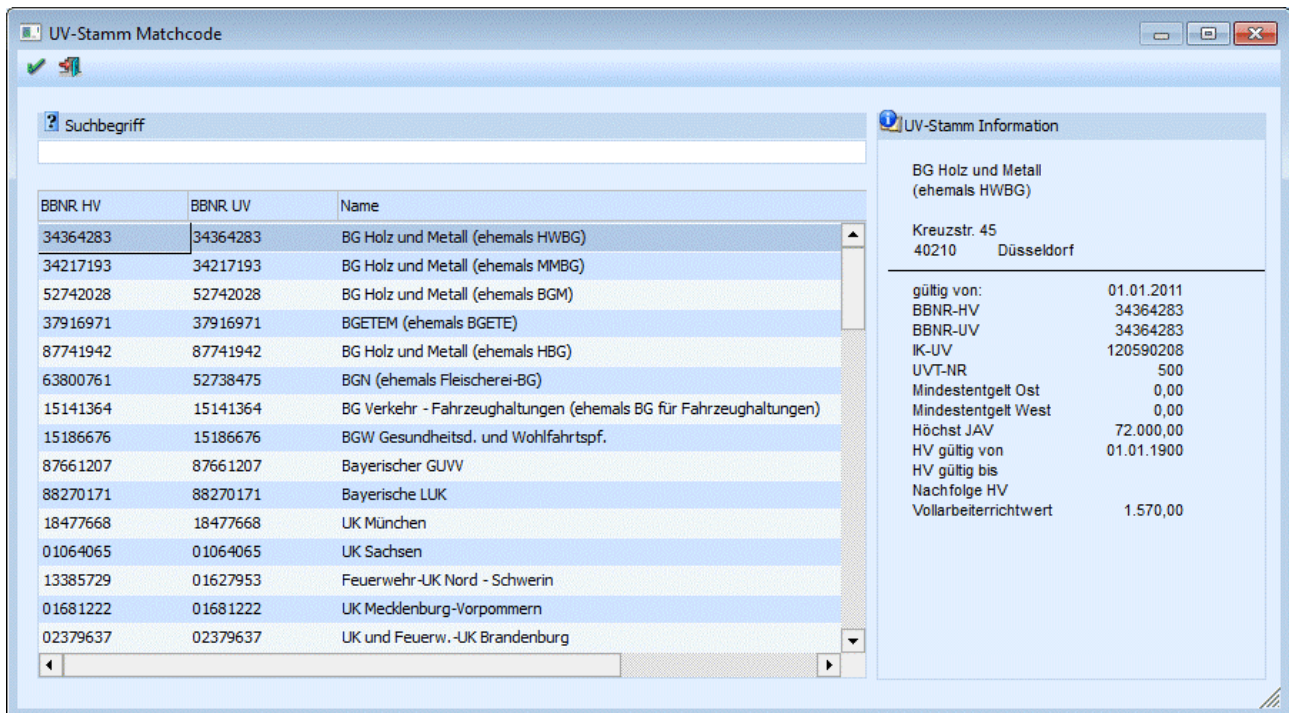 UV-Stamm Matchcode
Suchbegriff
BBNR HV BBNR UV Name
34364283 34364283 BG Holz und Metall (ehemals HWBG)
34217193 34217193 BG Holz und Metall (ehemals MMBG)
52742028 52742028 BG Holz und Metall (ehemals BGM)
37916971 37916971 BGETEM (ehemals BGETE)
87741942 87741942 BG Holz und Metall (ehemals HBG)
63800761 52738475 BGN (ehemals Fleischerei-BG)
15141364 15141364 BG Verkehr - Fahrzeughaltungen (ehemals BG für Fahrzeughaltungen)
15186676 15186676 BGW Gesundheitsd. und Wohlfahrtspf.
87661207 87661207 Bayerischer GUVV
88270171 88270171 Bayerische LUK
18477668 18477668 UK München
01064065 01064065 UK Sachsen
13385729 01627953 Feuerwehr-UK Nord - Schwerin
01681222 01681222 UK Mecklenburg-Vorpommern
02379637 02379637 UK und Feuerw.-UK Brandenburg
UV-Stamm Information
BG Holz und Metall
(ehemals HWBG)
Kreuzstr. 45
40210 Düsseldorf
gültig von: 01.01.2011
BBNR-HV 34364283
BBNR-UV 34364283
IK-UV 120590208
UVT-NR 500
Mindestentgelt Ost 0,00
Mindestentgelt West 0,00
Höchst JAV 72.000,00
HV gültig von 01.01.1900
HV gültig bis
Nachfolge HV
Vollarbeiterrichtwert 1.570,00